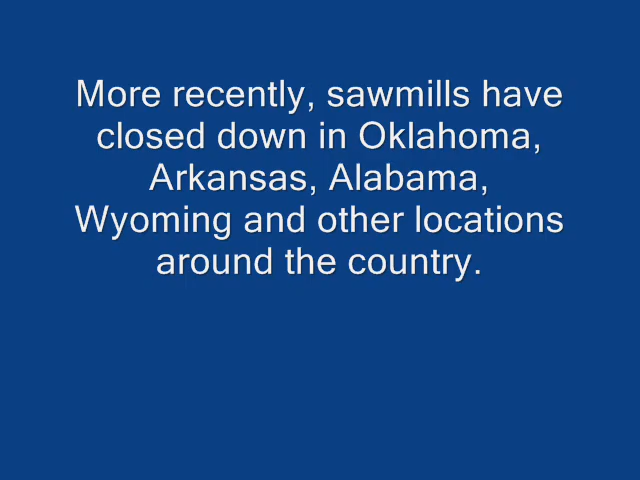 More recently, sawmills have
closed down in Oklahoma,
Arkansas, Alabama,
Wyoming and other locations
around the country.